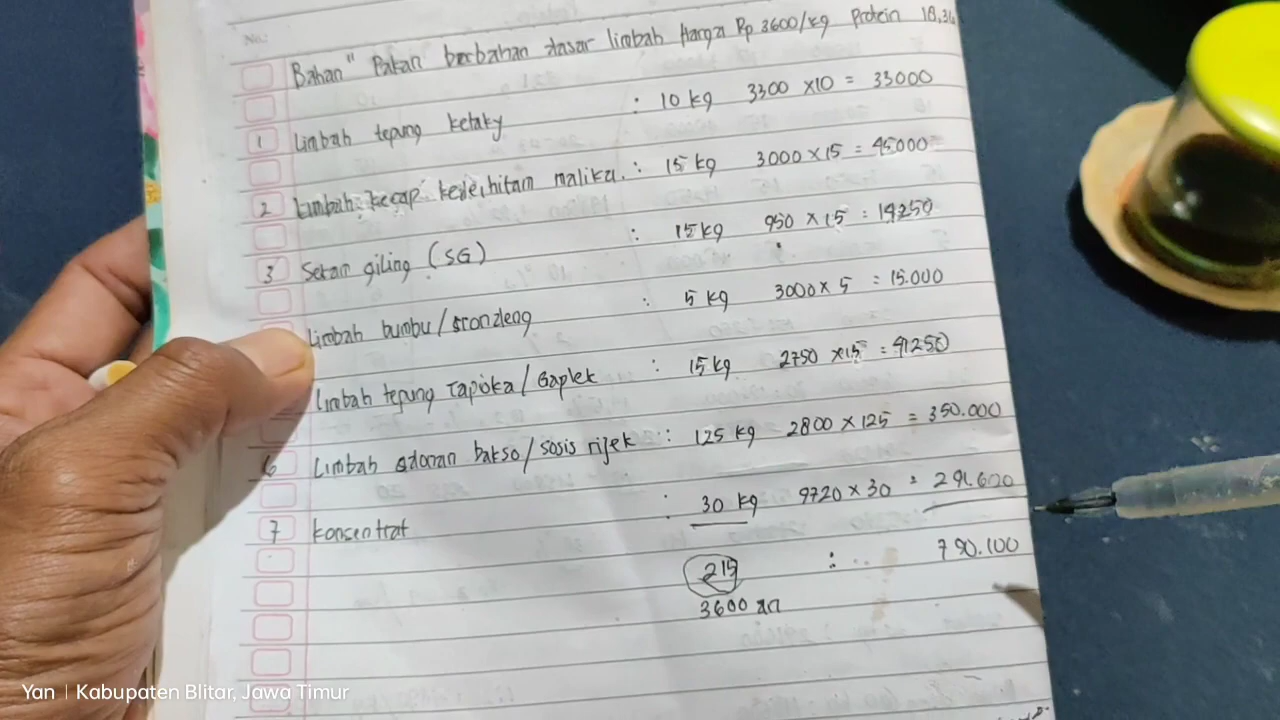 No.:
Bahan" Pakan berbahan dasar limbah Harga Rp 3600/kg Protein 18,36
1 Limbah tepung ketaky : 10 kg 3300 x10 = 33000
2 Limbah kecap kedelhitam malika. : 15 kg 3000 x 15 = 45000
3 Sekam giling (SG) : 15 kg 950 x 15 = 14250
Limbah bumbu/srondeng : 5 kg 3000 x 5 = 15.000
Limbah tepung Tapioka/Gaplek : 15 kg 2750 x 15 = 41250
6 Limbah adonan bakso/sosis rijek : 125 kg 2800 x 125 = 350.000
7 konsentrat : 30 kg 9720 x 30 = 291.600
215 : 790.100
3600 an
Yan | Kabupaten Blitar, Jawa Timur